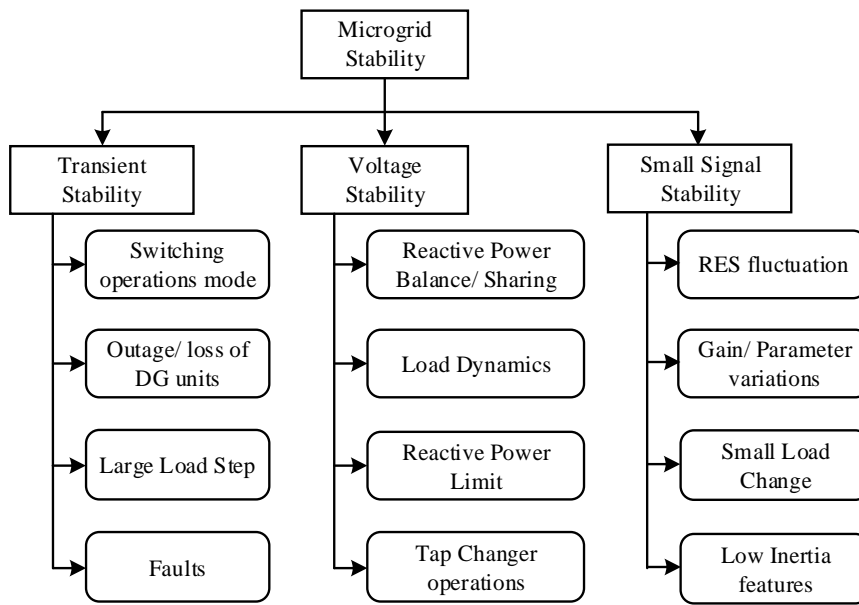 Microgrid
Stability
Transient
Stability
Voltage
Stability
Small Signal
Stability
Switching
operations mode
Outage/ loss of
DG units
Large Load Step
Faults
Reactive Power
Balance/ Sharing
Load Dynamics
Reactive Power
Limit
Tap Changer
operations
RES fluctuation
Gain/ Parameter
variations
Small Load
Change
Low Inertia
features